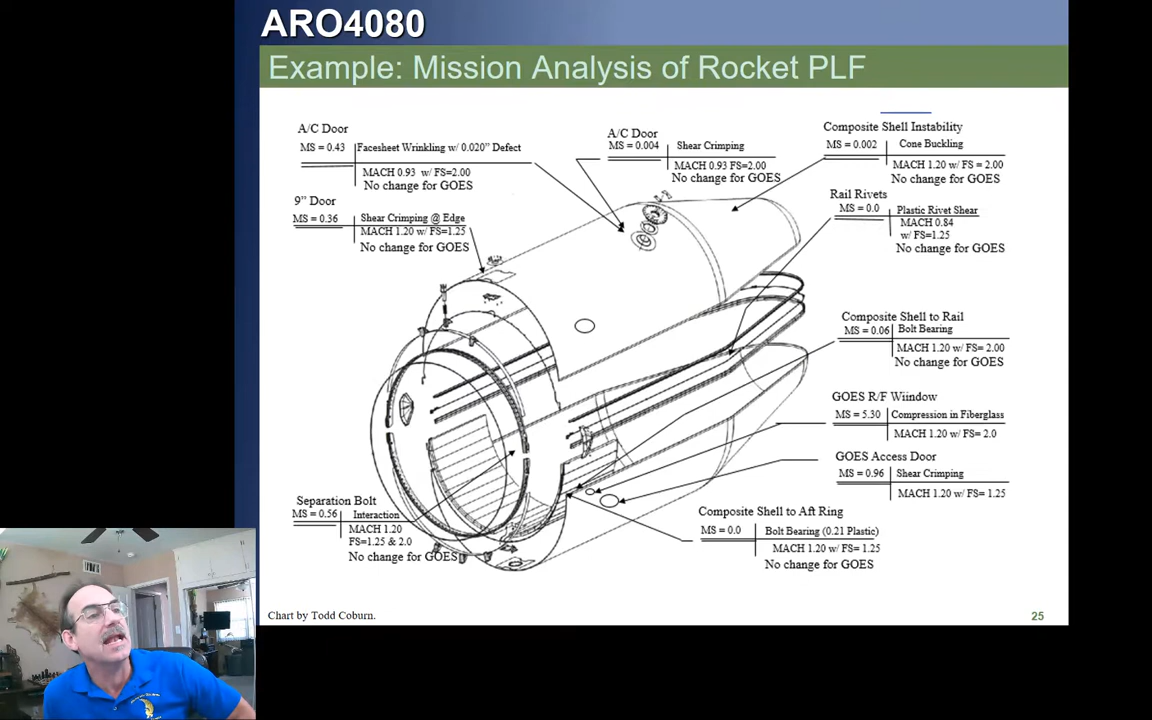 ARO4080
Example: Mission Analysis of Rocket PLF
A/C Door
MS = 0.43 Facesheet Wrinkling w/ 0.020" Defect
MACH 0.93 w/ FS=2.00
No change for GOES
9" Door
MS = 0.36 Shear Crimping @ Edge
MACH 1.20 w/ FS=1.25
No change for GOES
A/C Door
MS = 0.004 Shear Crimping
MACH 0.93 FS=2.00
No change for GOES
Composite Shell Instability
MS = 0.002 Cone Buckling
MACH 1.20 w/ FS = 2.00
No change for GOES
Rail Rivets
MS = 0.0 Plastic Rivet Shear
MACH 0.84
w/ FS=1.25
No change for GOES
Composite Shell to Rail
MS = 0.06 Bolt Bearing
MACH 1.20 w/ FS= 2.00
No change for GOES
GOES R/F Wiindow
MS = 5.30 Compression in Fiberglass
MACH 1.20 w/ FS= 2.0
GOES Access Door
MS = 0.96 Shear Crimping
MACH 1.20 w/ FS= 1.25
Separation Bolt
MS = 0.56 Interaction
MACH 1.20
FS=1.25 & 2.0
No change for GOES
Composite Shell to Aft Ring
MS = 0.0 Bolt Bearing (0.21 Plastic)
MACH 1.20 w/ FS= 1.25
No change for GOES
Chart by Todd Coburn.
25